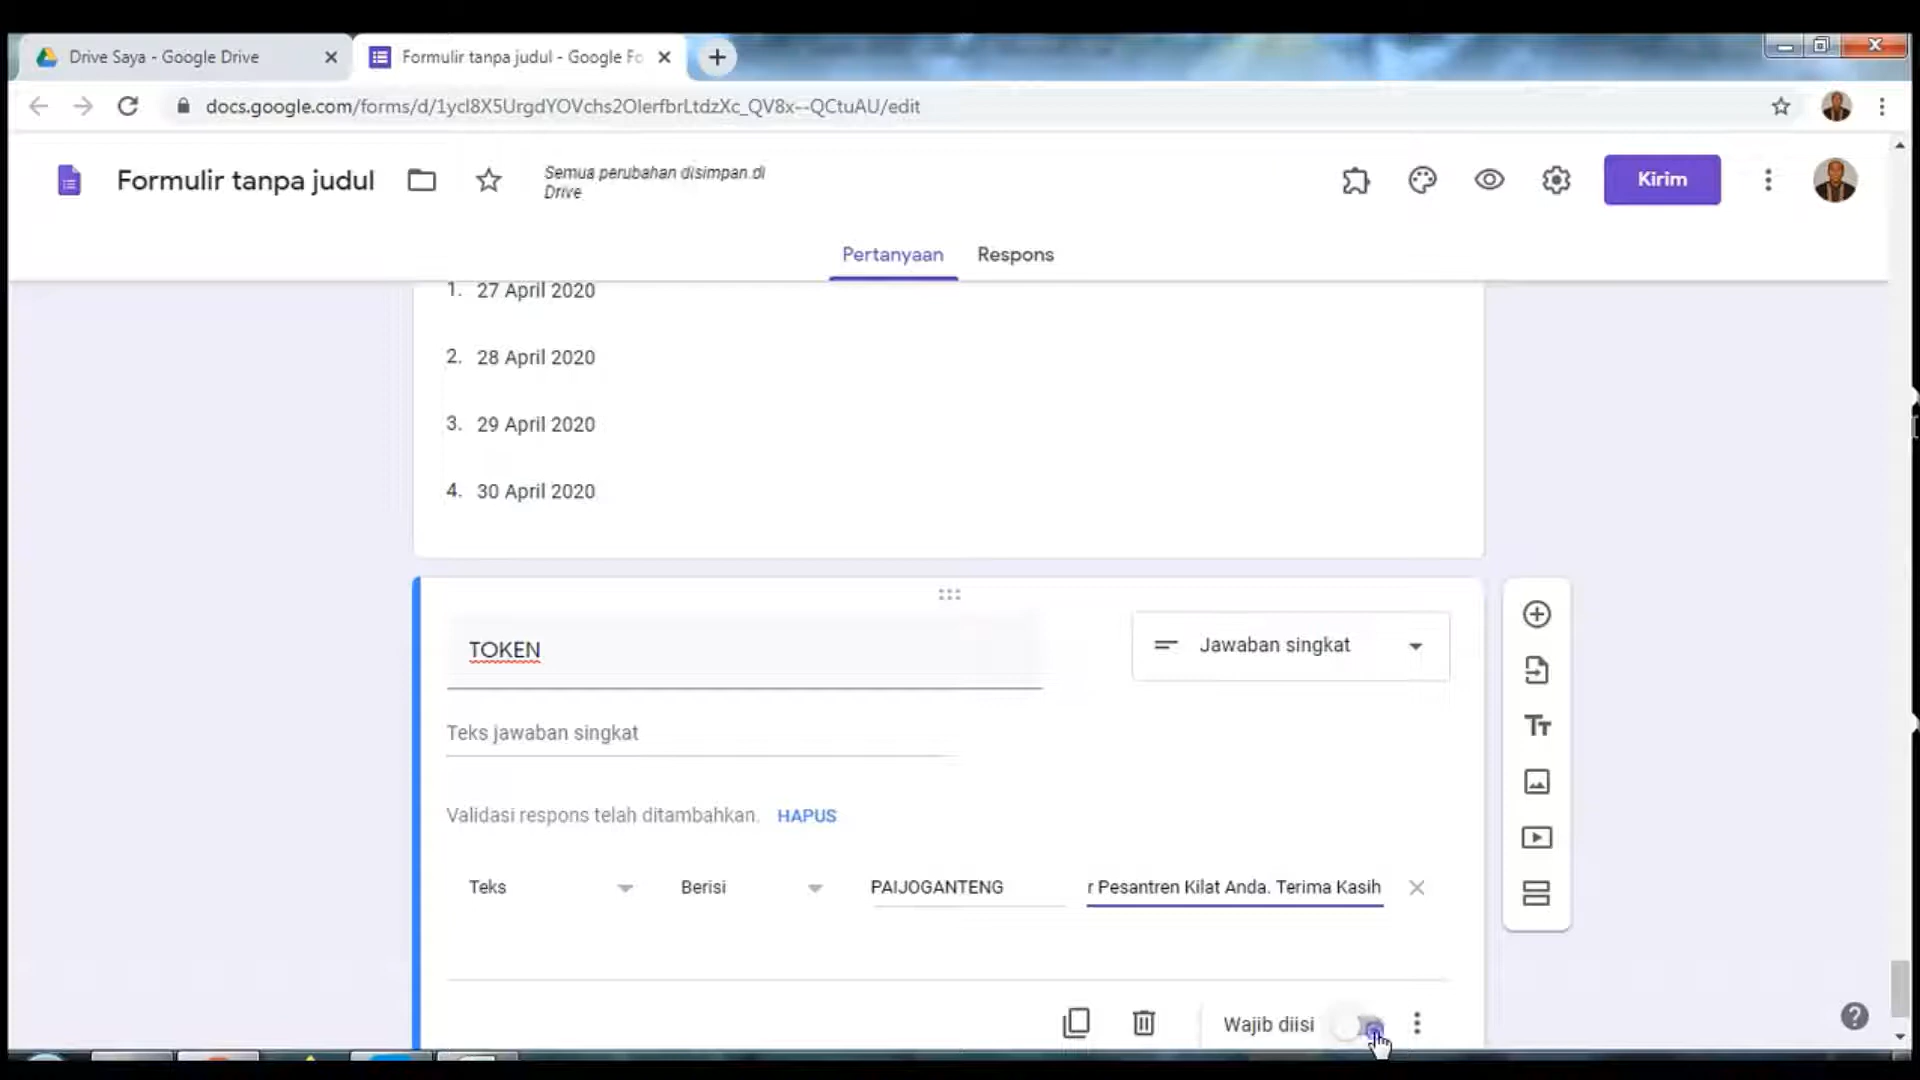 Drive Saya - Google Drive
Formulir tanpa judul - Google Fo
docs.google.com/forms/d/1ycl8X5UrgdYOVchs2OlerfbrLtdzXc_QV8x--QCtuAU/edit
Formulir tanpa judul
Semua perubahan disimpan di
Drive
Kirim
Pertanyaan
Respons
1. 27 April 2020
2. 28 April 2020
3. 29 April 2020
4. 30 April 2020
TOKEN
Jawaban singkat
Teks jawaban singkat
Validasi respons telah ditambahkan. HAPUS
Teks
Berisi
PAIJOGANTENG
r Pesantren Kilat Anda. Terima Kasih
Wajib diisi